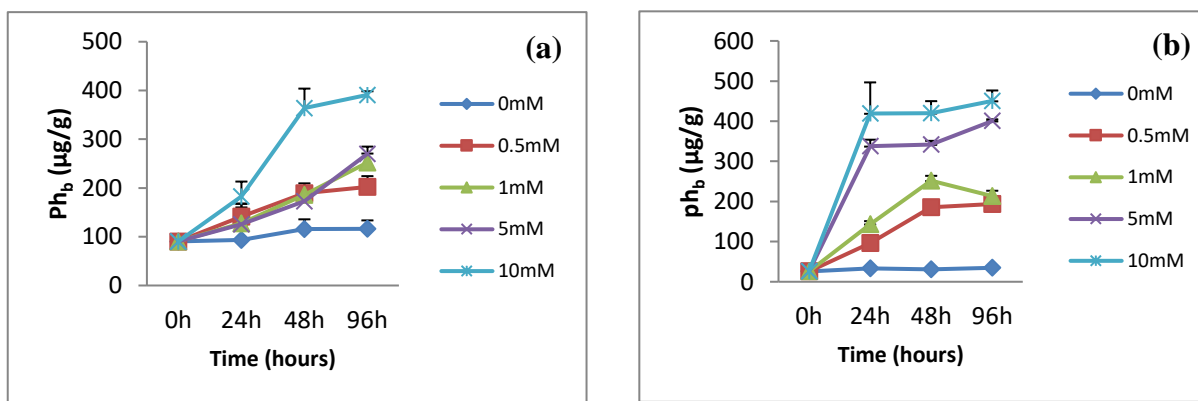 (a)
Ph_b (µg/g)
500
400
300
200
100
0
0h 24h 48h 96h
Time (hours)
0mM
0.5mM
1mM
5mM
10mM
(b)
ph_b (µg/g)
600
500
400
300
200
100
0
0h 24h 48h 96h
Time (hours)
0mM
0.5mM
1mM
5mM
10mM